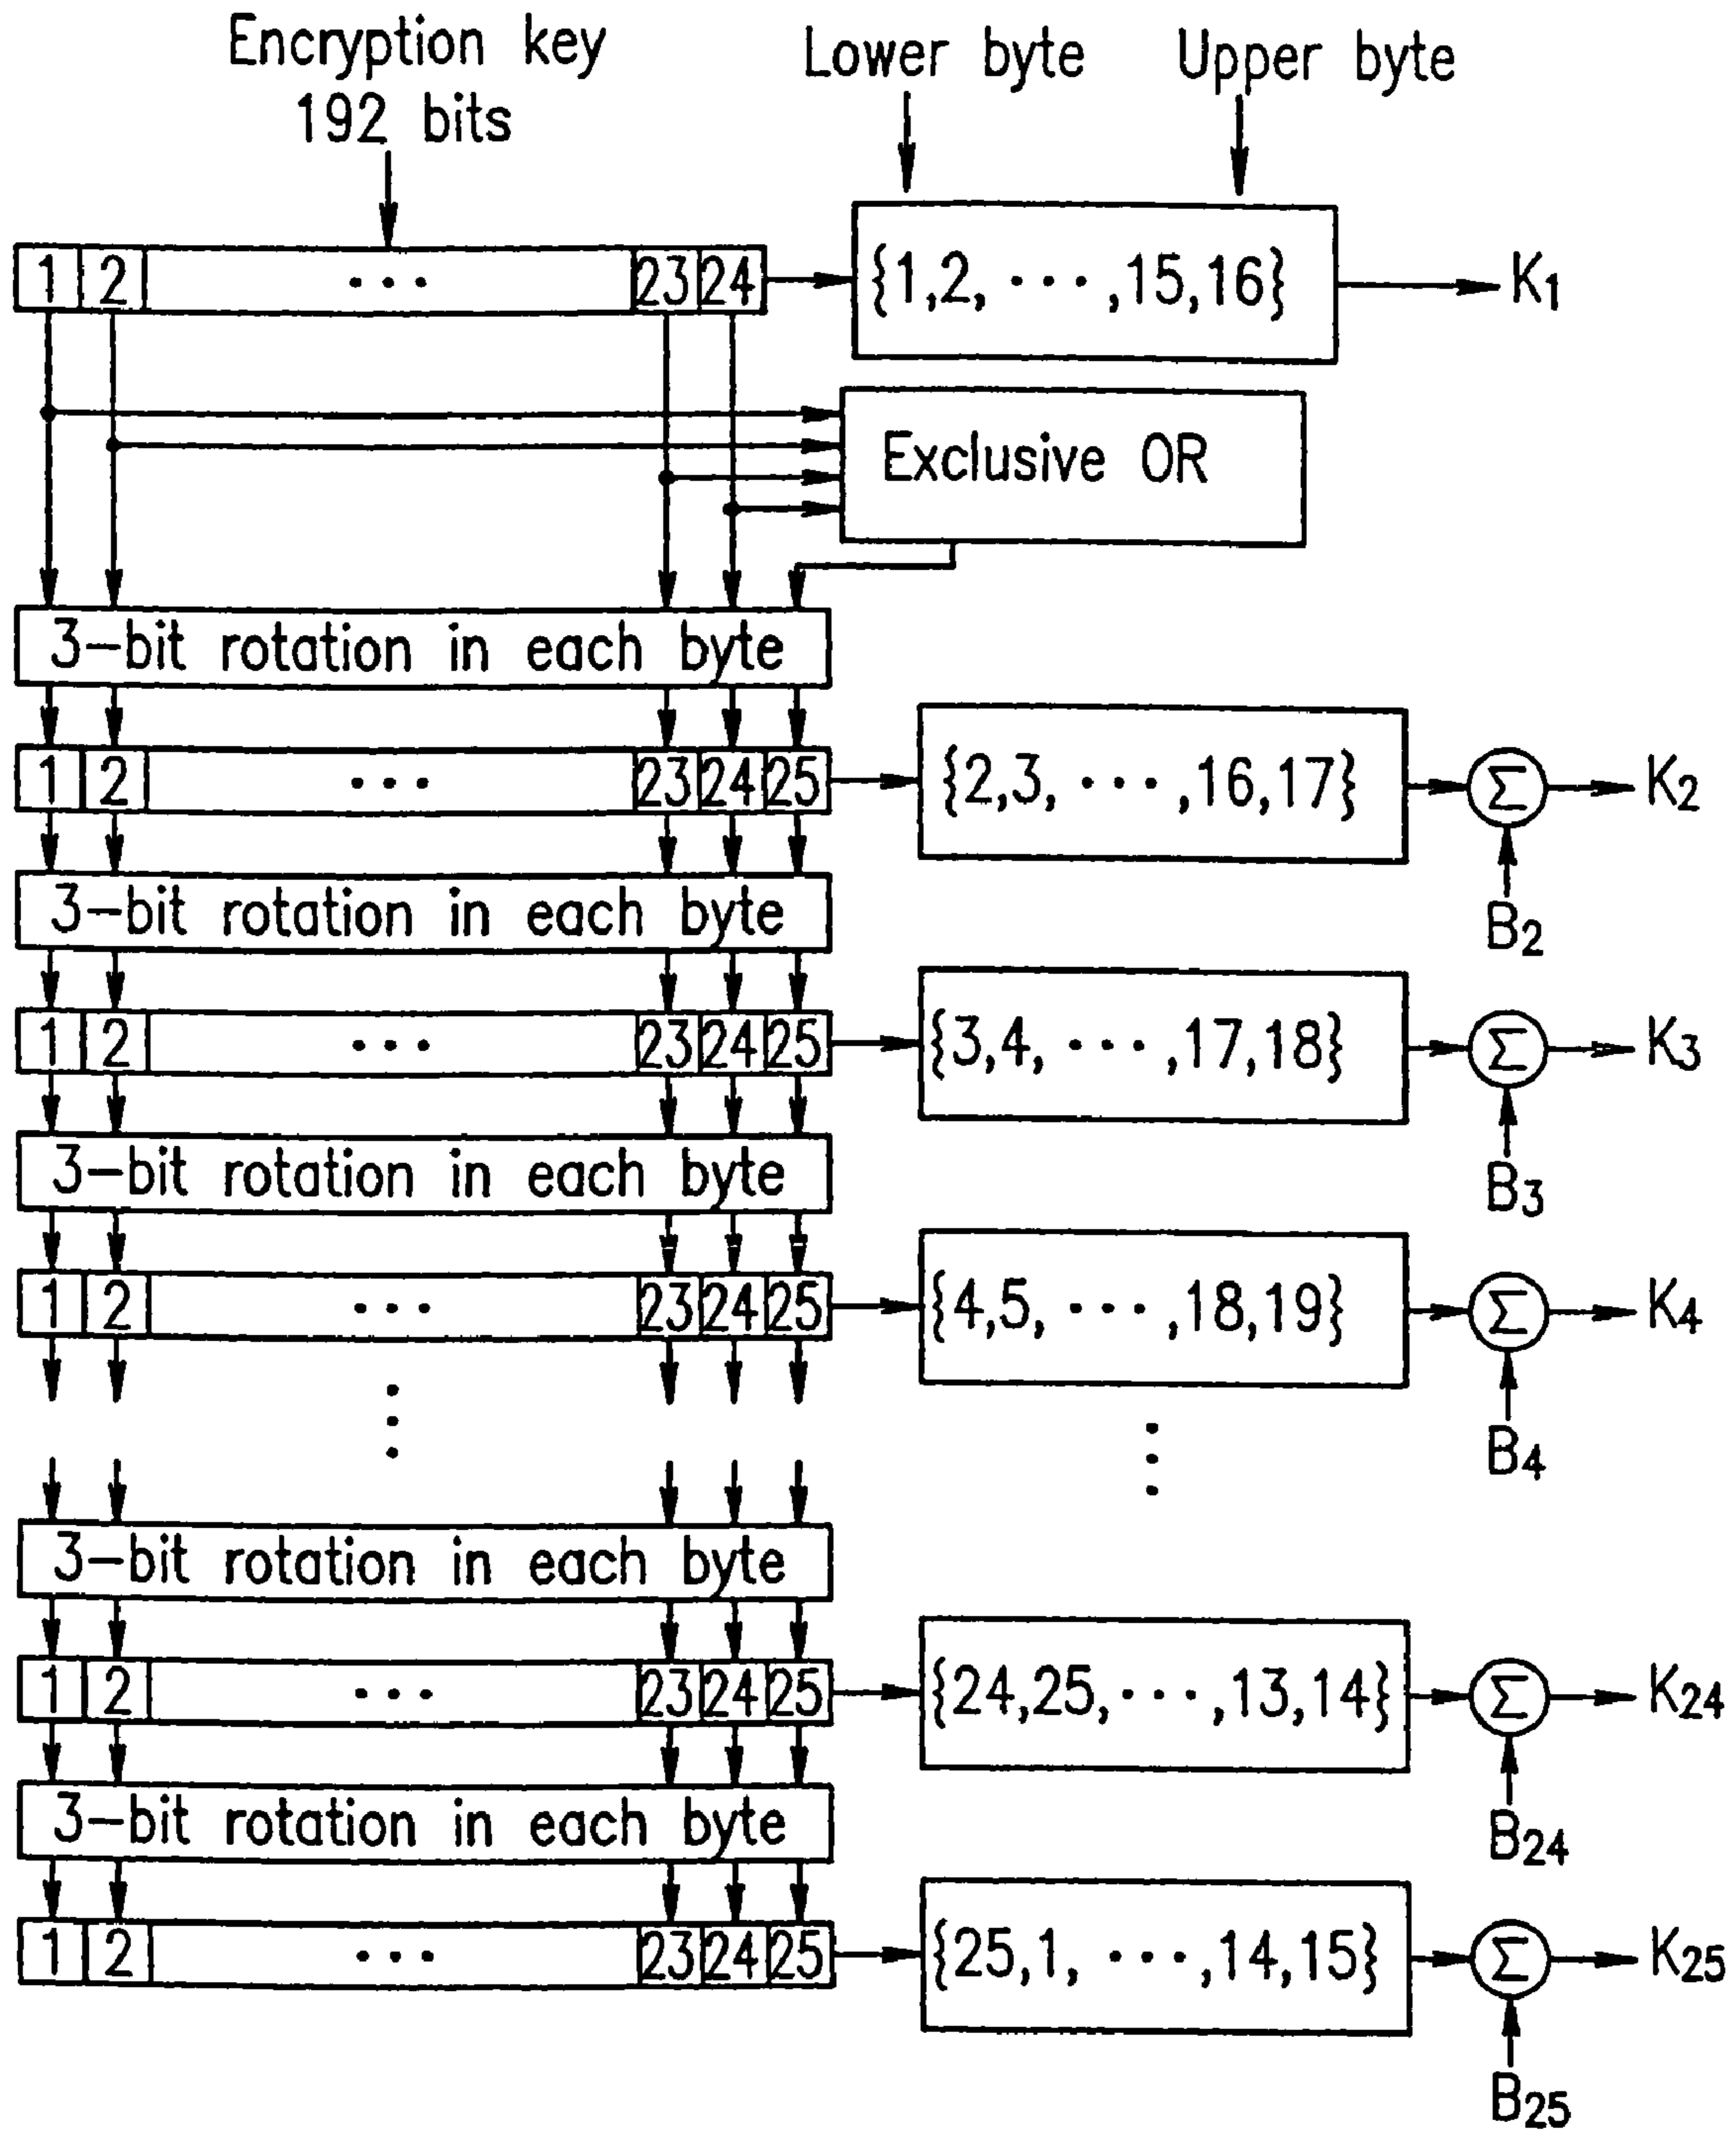 Encryption key
192 bits
Lower byte
Upper byte
1 2 ··· 23 24
{1,2, ··· ,15,16}
K1
Exclusive OR
3-bit rotation in each byte
1 2 ··· 23 24 25
{2,3, ··· ,16,17}
Σ
K2
B2
3-bit rotation in each byte
1 2 ··· 23 24 25
{3,4, ··· ,17,18}
Σ
K3
B3
3-bit rotation in each byte
1 2 ··· 23 24 25
{4,5, ··· ,18,19}
Σ
K4
B4
3-bit rotation in each byte
1 2 ··· 23 24 25
{24,25, ··· ,13,14}
Σ
K24
B24
3-bit rotation in each byte
1 2 ··· 23 24 25
{25,1, ··· ,14,15}
Σ
K25
B25